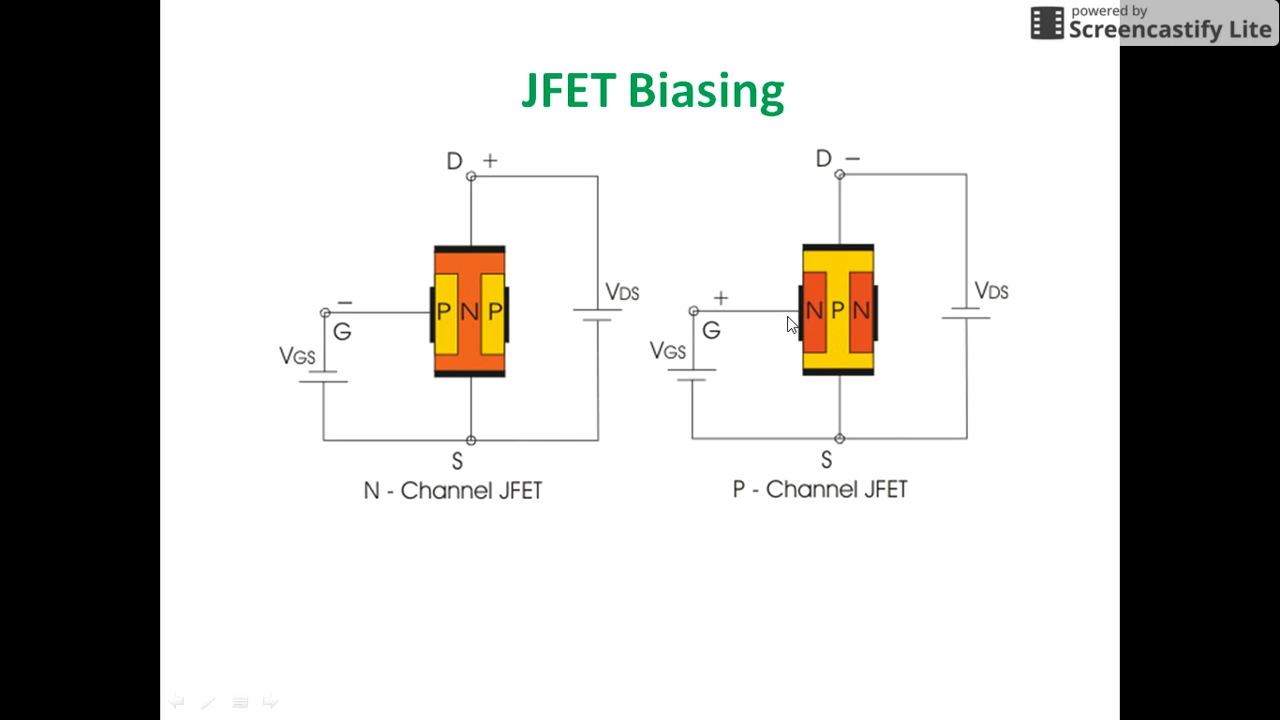 powered by
Screencastify Lite
JFET Biasing
D +
D −
VDS
VDS
−
+
P N P
N P N
G
G
VGS
VGS
S
S
N - Channel JFET
P - Channel JFET